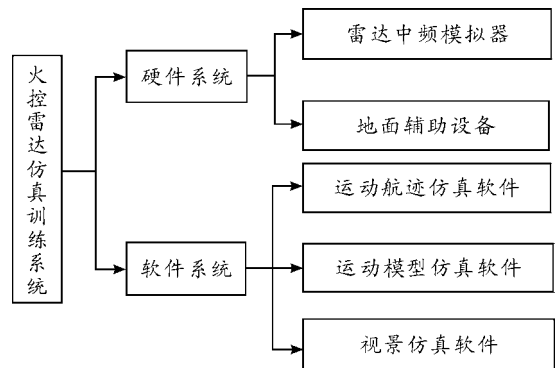 火控雷达仿真训练系统
硬件系统
雷达中频模拟器
地面辅助设备
软件系统
运动航迹仿真软件
运动模型仿真软件
视景仿真软件